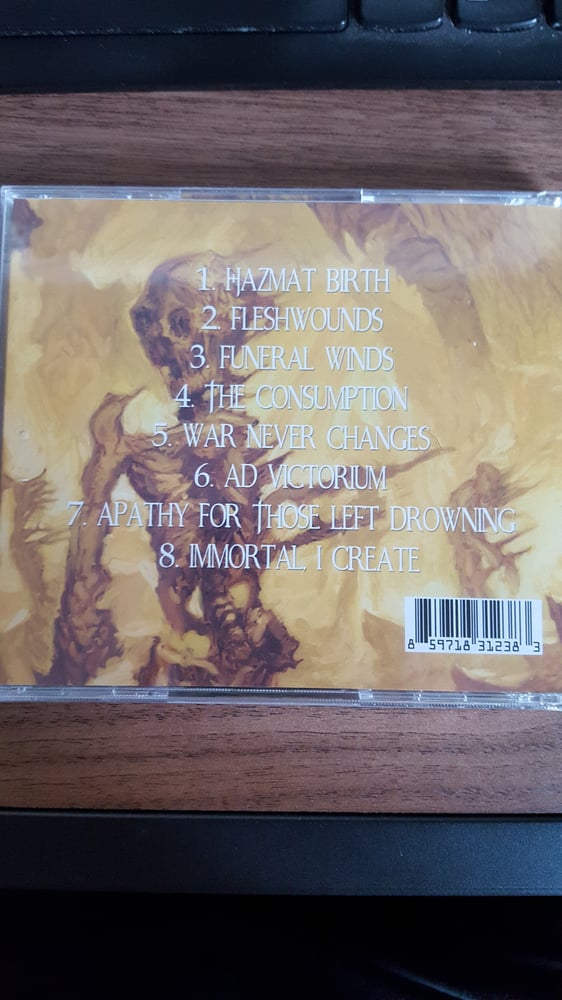 1. HAZMAT BIRTH
2. FLESHWOUNDS
3. FUNERAL WINDS
4. THE CONSUMPTION
5. WAR NEVER CHANGES
6. AD VICTORIUM
7. APATHY FOR THOSE LEFT DROWNING
8. IMMORTAL, I CREATE
8 59718 31238 3